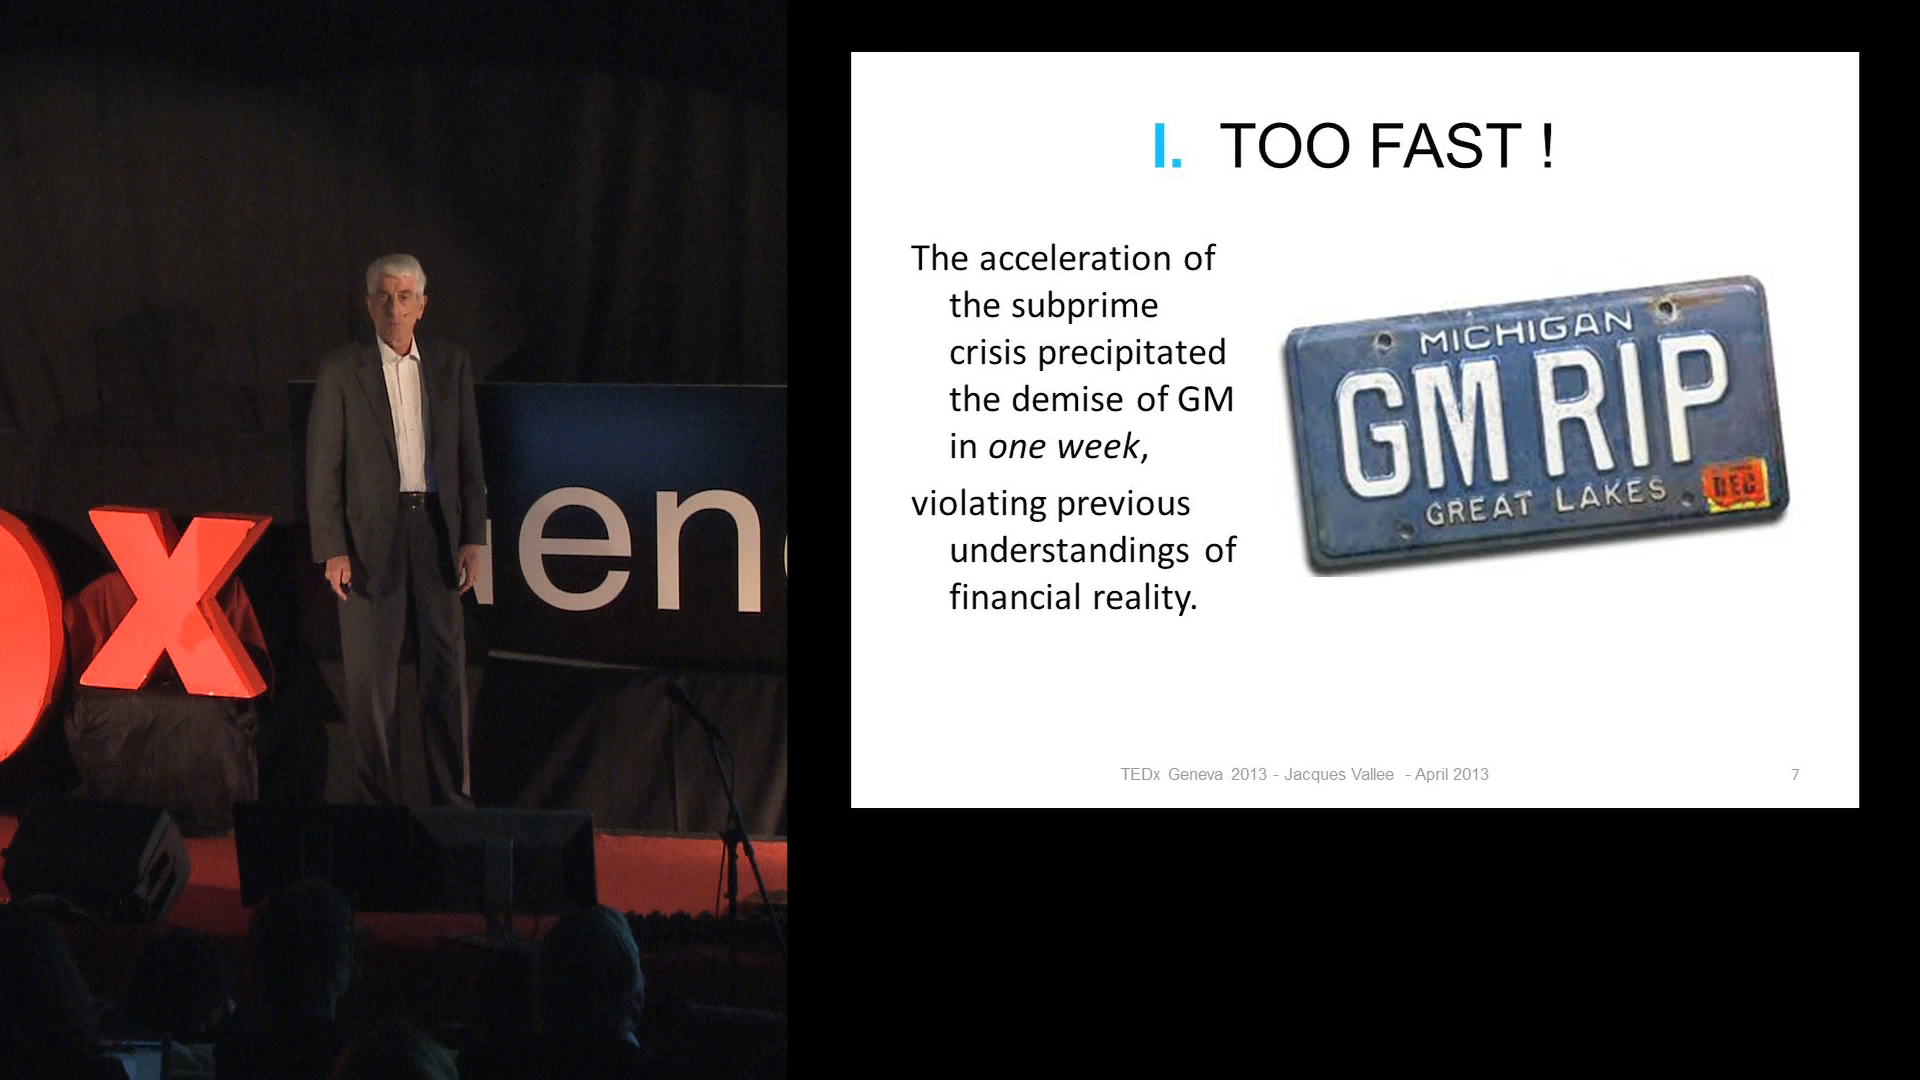 x
en
I. TOO FAST !
The acceleration of
the subprime
crisis precipitated
the demise of GM
in one week,
violating previous
understandings of
financial reality.
MICHIGAN
GM RIP
GREAT LAKES
DEC
TEDx Geneva 2013 - Jacques Vallee - April 2013
7